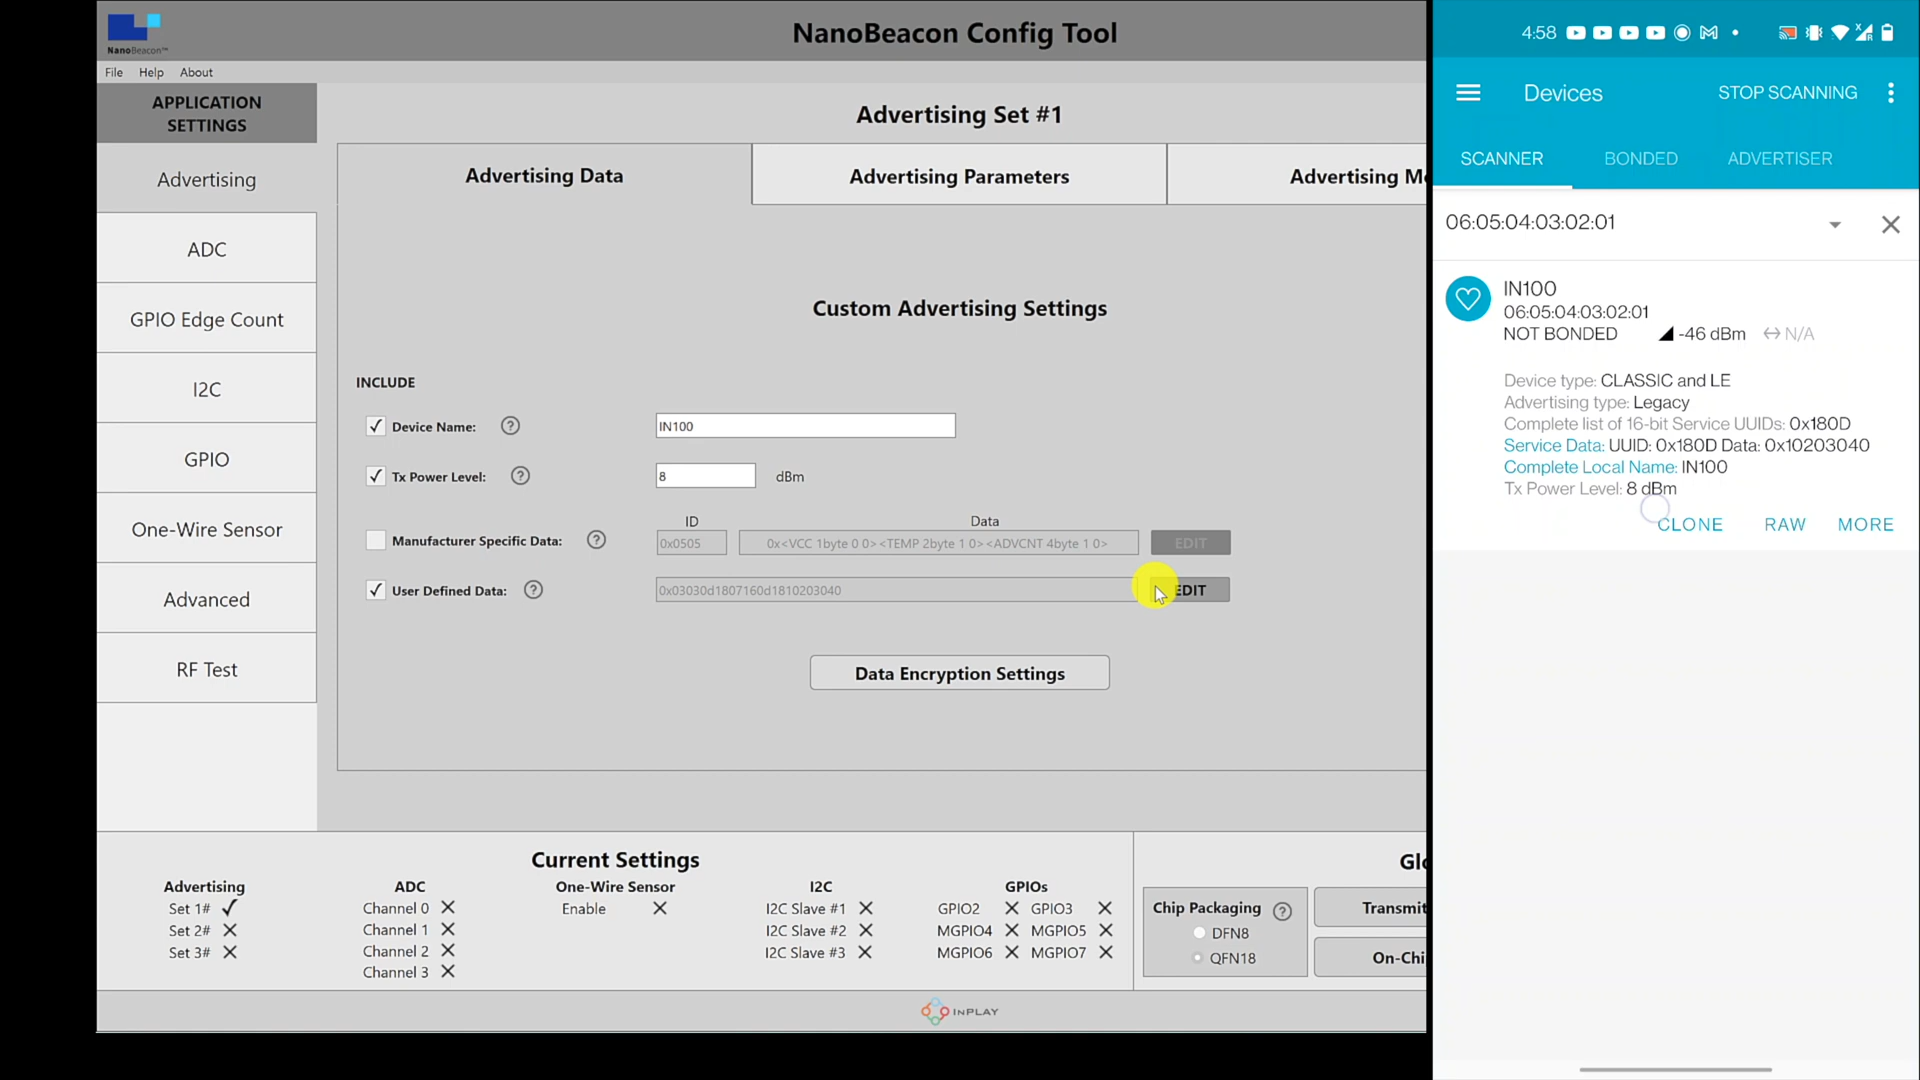 NanoBeacon™
NanoBeacon Config Tool
File Help About
APPLICATION
SETTINGS
Advertising
ADC
GPIO Edge Count
I2C
GPIO
One-Wire Sensor
Advanced
RF Test
Advertising Set #1
Advertising Data
Advertising Parameters
Advertising M
Custom Advertising Settings
INCLUDE
Device Name: ? IN100
Tx Power Level: ? 8 dBm
ID Data
Manufacturer Specific Data: ? 0x0505 0x<VCC 1byte 0 0><TEMP 2byte 1 0><ADVCNT 4byte 1 0> EDIT
User Defined Data: ? 0x03030d1807160d1810203040 EDIT
Data Encryption Settings
Current Settings
Advertising
Set 1#
Set 2#
Set 3#
ADC
Channel 0
Channel 1
Channel 2
Channel 3
One-Wire Sensor
Enable
I2C
I2C Slave #1
I2C Slave #2
I2C Slave #3
GPIOs
GPIO2 GPIO3
MGPIO4 MGPIO5
MGPIO6 MGPIO7
Glo
Chip Packaging ?
DFN8
QFN18
Transmit
On-Chi
INPLAY
4:58
Devices STOP SCANNING
SCANNER BONDED ADVERTISER
06:05:04:03:02:01
IN100
06:05:04:03:02:01
NOT BONDED -46 dBm N/A
Device type: CLASSIC and LE
Advertising type: Legacy
Complete list of 16-bit Service UUIDs: 0x180D
Service Data: UUID: 0x180D Data: 0x10203040
Complete Local Name: IN100
Tx Power Level: 8 dBm
CLONE RAW MORE